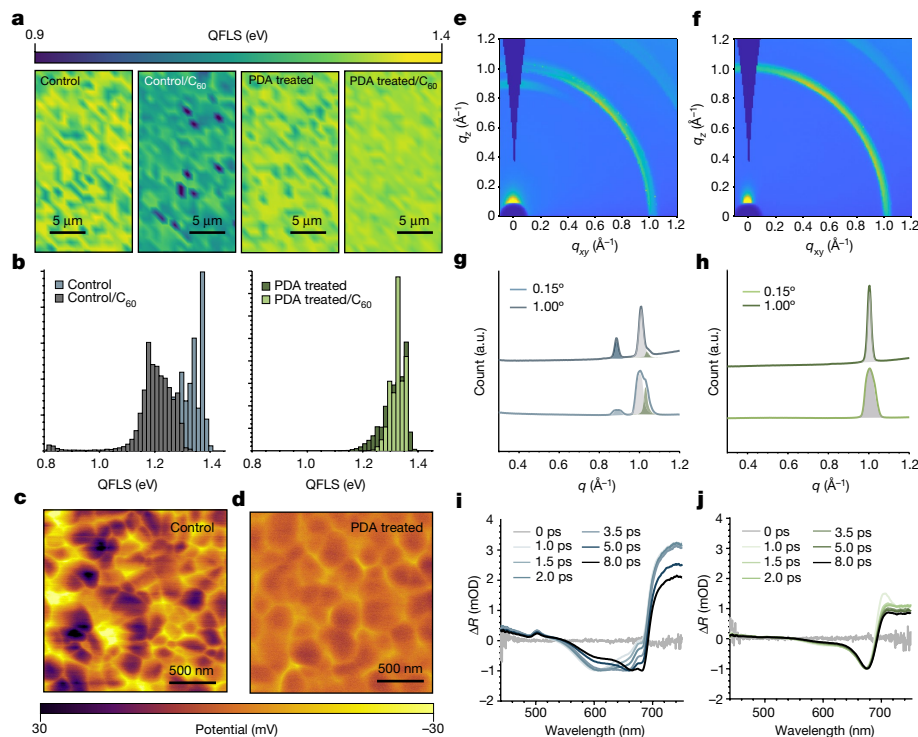 a
QFLS (eV)
0.9
1.4
Control
Control/C60
PDA treated
PDA treated/C60
5 μm
5 μm
5 μm
5 μm
b
Control
Control/C60
PDA treated
PDA treated/C60
0.8 1.0 1.2 1.4
0.8 1.0 1.2 1.4
QFLS (eV)
QFLS (eV)
c
Control
500 nm
d
PDA treated
500 nm
30
Potential (mV)
−30
e
1.2
1.0
0.8
0.6
0.4
0.2
0
qz (Å−1)
0 0.2 0.4 0.6 0.8 1.0 1.2
qxy (Å−1)
f
1.2
1.0
0.8
0.6
0.4
0.2
0
qz (Å−1)
0 0.2 0.4 0.6 0.8 1.0 1.2
qxy (Å−1)
g
0.15º
1.00º
Count (a.u.)
0.4 0.6 0.8 1.0 1.2
q (Å−1)
h
0.15º
1.00º
Count (a.u.)
0.4 0.6 0.8 1.0 1.2
q (Å−1)
i
0 ps
1.0 ps
1.5 ps
2.0 ps
3.5 ps
5.0 ps
8.0 ps
4
3
2
1
0
−1
−2
ΔR (mOD)
500 600 700
Wavelength (nm)
j
0 ps
1.0 ps
1.5 ps
2.0 ps
3.5 ps
5.0 ps
8.0 ps
4
3
2
1
0
−1
−2
ΔR (mOD)
500 600 700
Wavelength (nm)